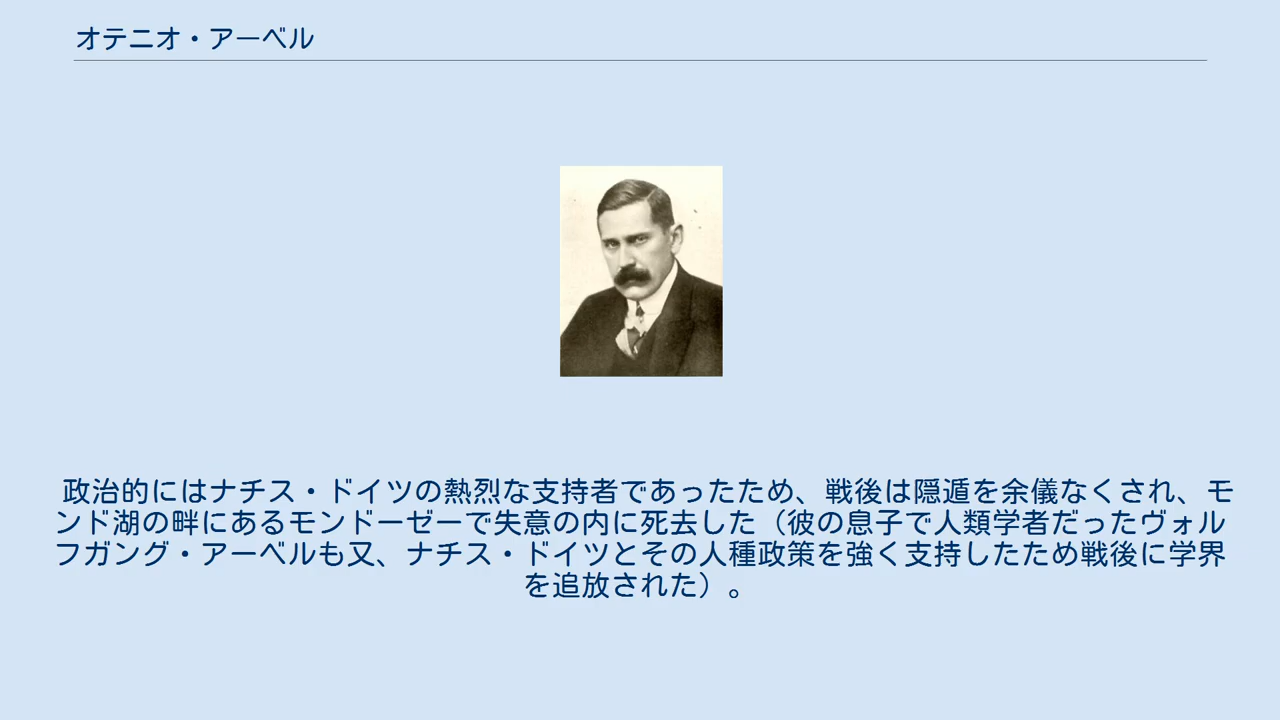 オテニオ・アーベル
政治的にはナチス・ドイツの熱烈な支持者であったため、戦後は隠遁を余儀なくされ、モ
ンド湖の畔にあるモンドーゼーで失意の内に死去した（彼の息子で人類学者だったヴォル
フガング・アーベルも又、ナチス・ドイツとその人種政策を強く支持したため戦後に学界
を追放された）。